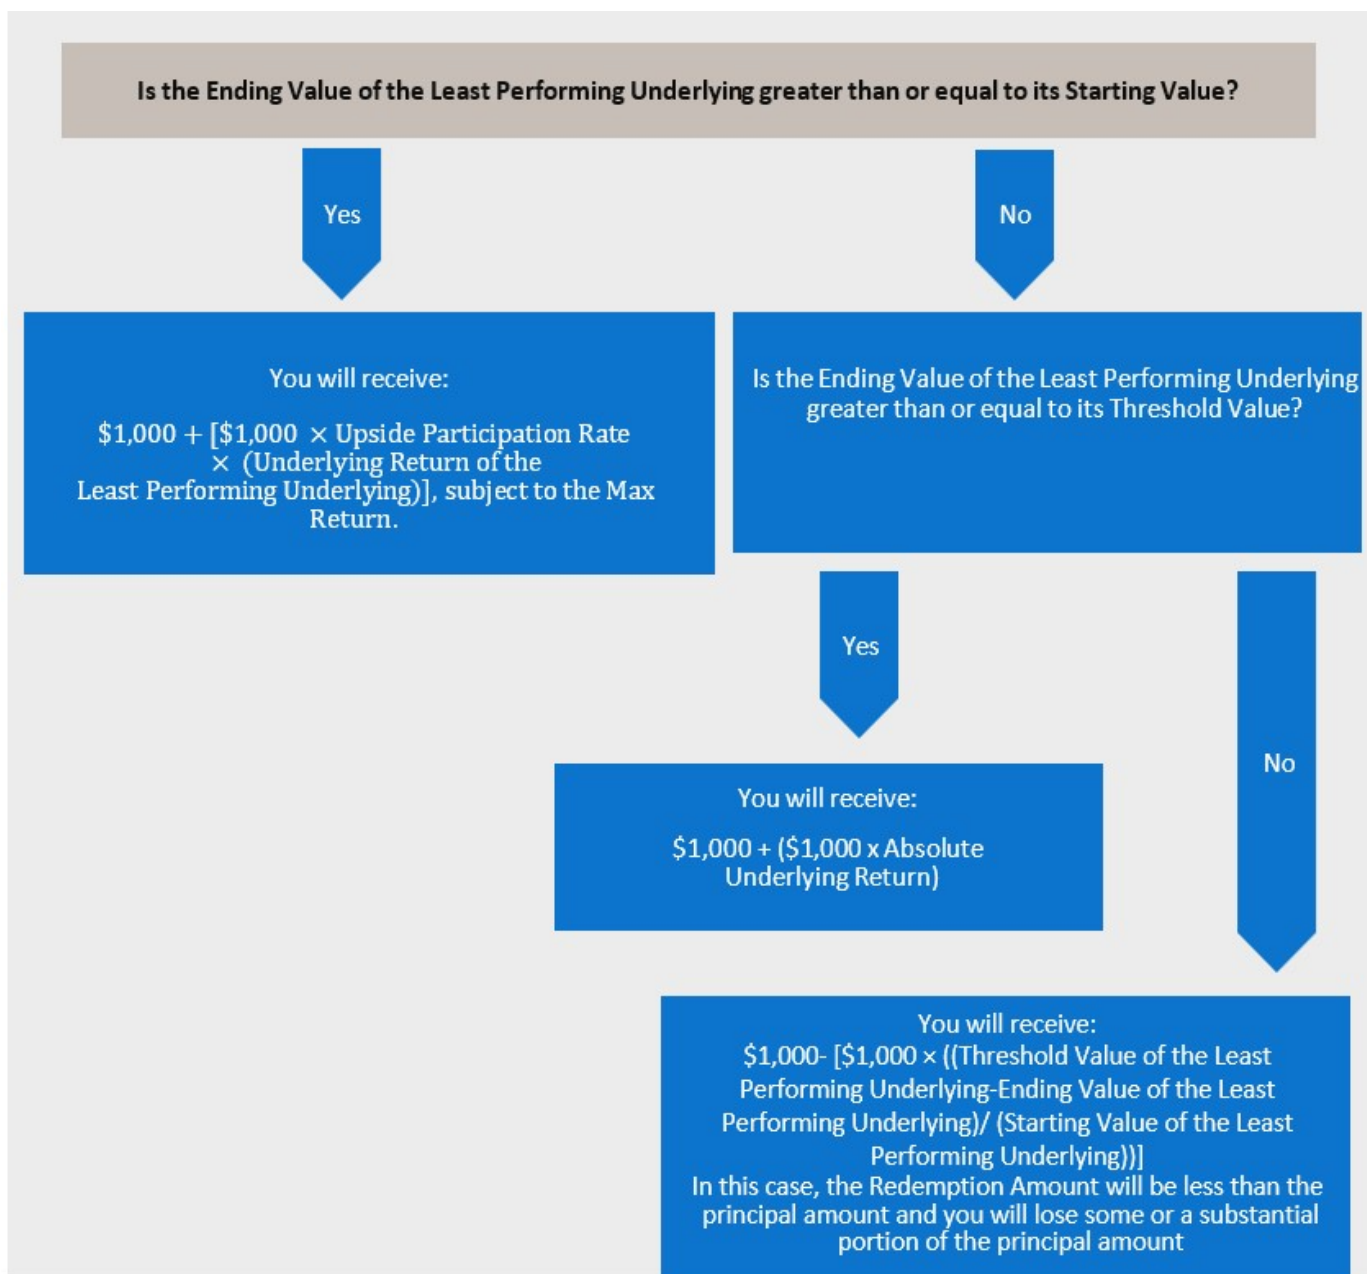 Is the Ending Value of the Least Performing Underlying greater than or equal to its Starting Value?
Yes
No
You will receive:
$1,000 + [$1,000 × Upside Participation Rate
× (Underlying Return of the
Least Performing Underlying)], subject to the Max
Return.
Is the Ending Value of the Least Performing Underlying
greater than or equal to its Threshold Value?
Yes
No
You will receive:
$1,000 + ($1,000 x Absolute
Underlying Return)
You will receive:
$1,000- [$1,000 × ((Threshold Value of the Least
Performing Underlying-Ending Value of the Least
Performing Underlying)/ (Starting Value of the Least
Performing Underlying))]
In this case, the Redemption Amount will be less than the
principal amount and you will lose some or a substantial
portion of the principal amount